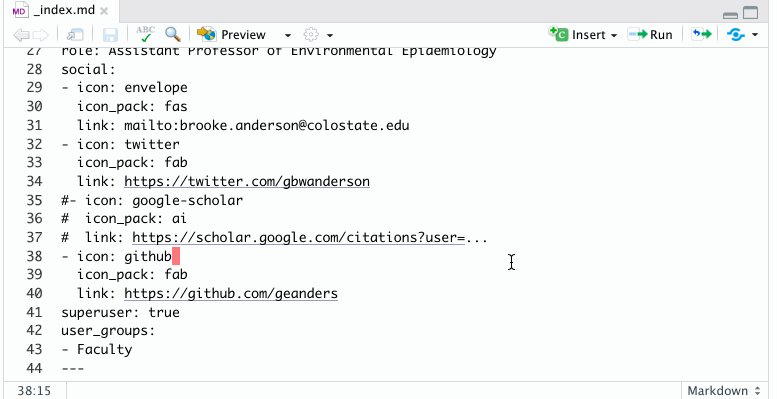 MD _index.md
ABC Preview Insert Run
27 role: Assistant Professor of Environmental Epidemiology
28 social:
29 - icon: envelope
30 icon_pack: fas
31 link: mailto:brooke.anderson@colostate.edu
32 - icon: twitter
33 icon_pack: fab
34 link: https://twitter.com/gbwanderson
35 #- icon: google-scholar
36 #  icon_pack: ai
37 #  link: https://scholar.google.com/citations?user=...
38 - icon: github
39 icon_pack: fab
40 link: https://github.com/geanders
41 superuser: true
42 user_groups:
43 - Faculty
44 ---
38:15 Markdown